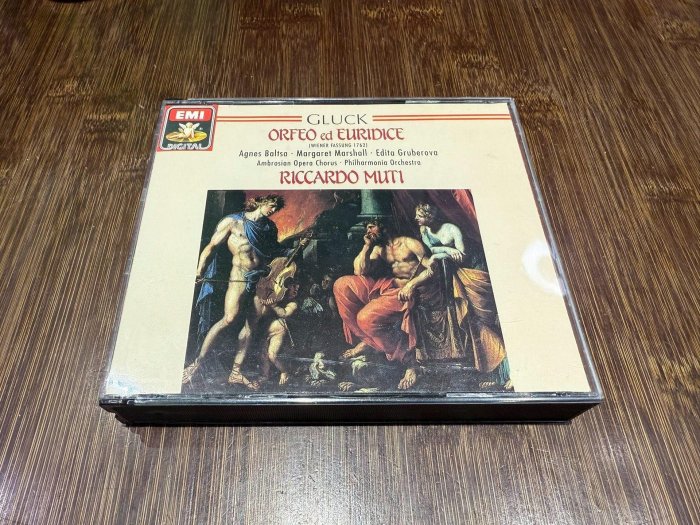 EMI
DIGITAL
GLUCK
ORFEO ed EURIDICE
(WIENER FASSUNG 1762)
Agnes Baltsa · Margaret Marshall · Edita Gruberova
Ambrosian Opera Chorus · Philharmonia Orchestra
RICCARDO MUTI